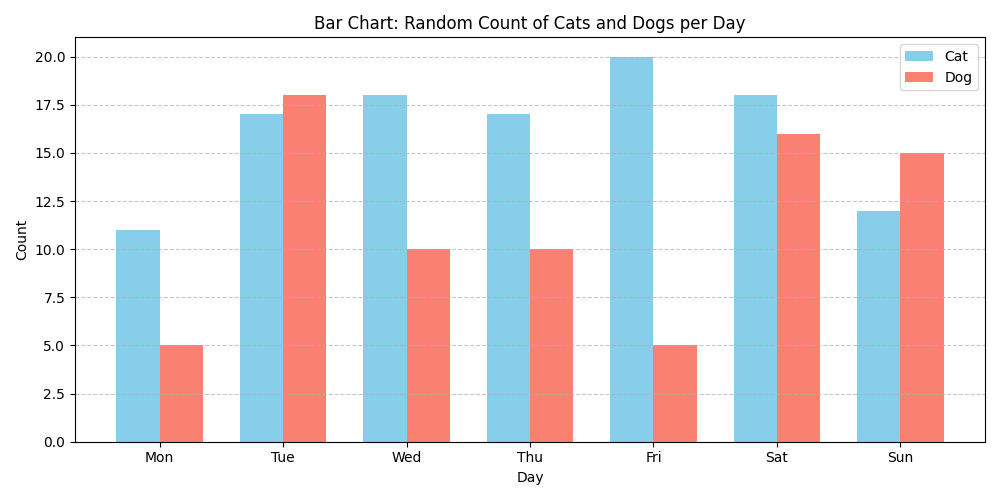 Bar Chart: Random Count of Cats and Dogs per Day
Cat
Dog
20.0
17.5
15.0
12.5
10.0
7.5
5.0
2.5
0.0
Count
Mon Tue Wed Thu Fri Sat Sun
Day